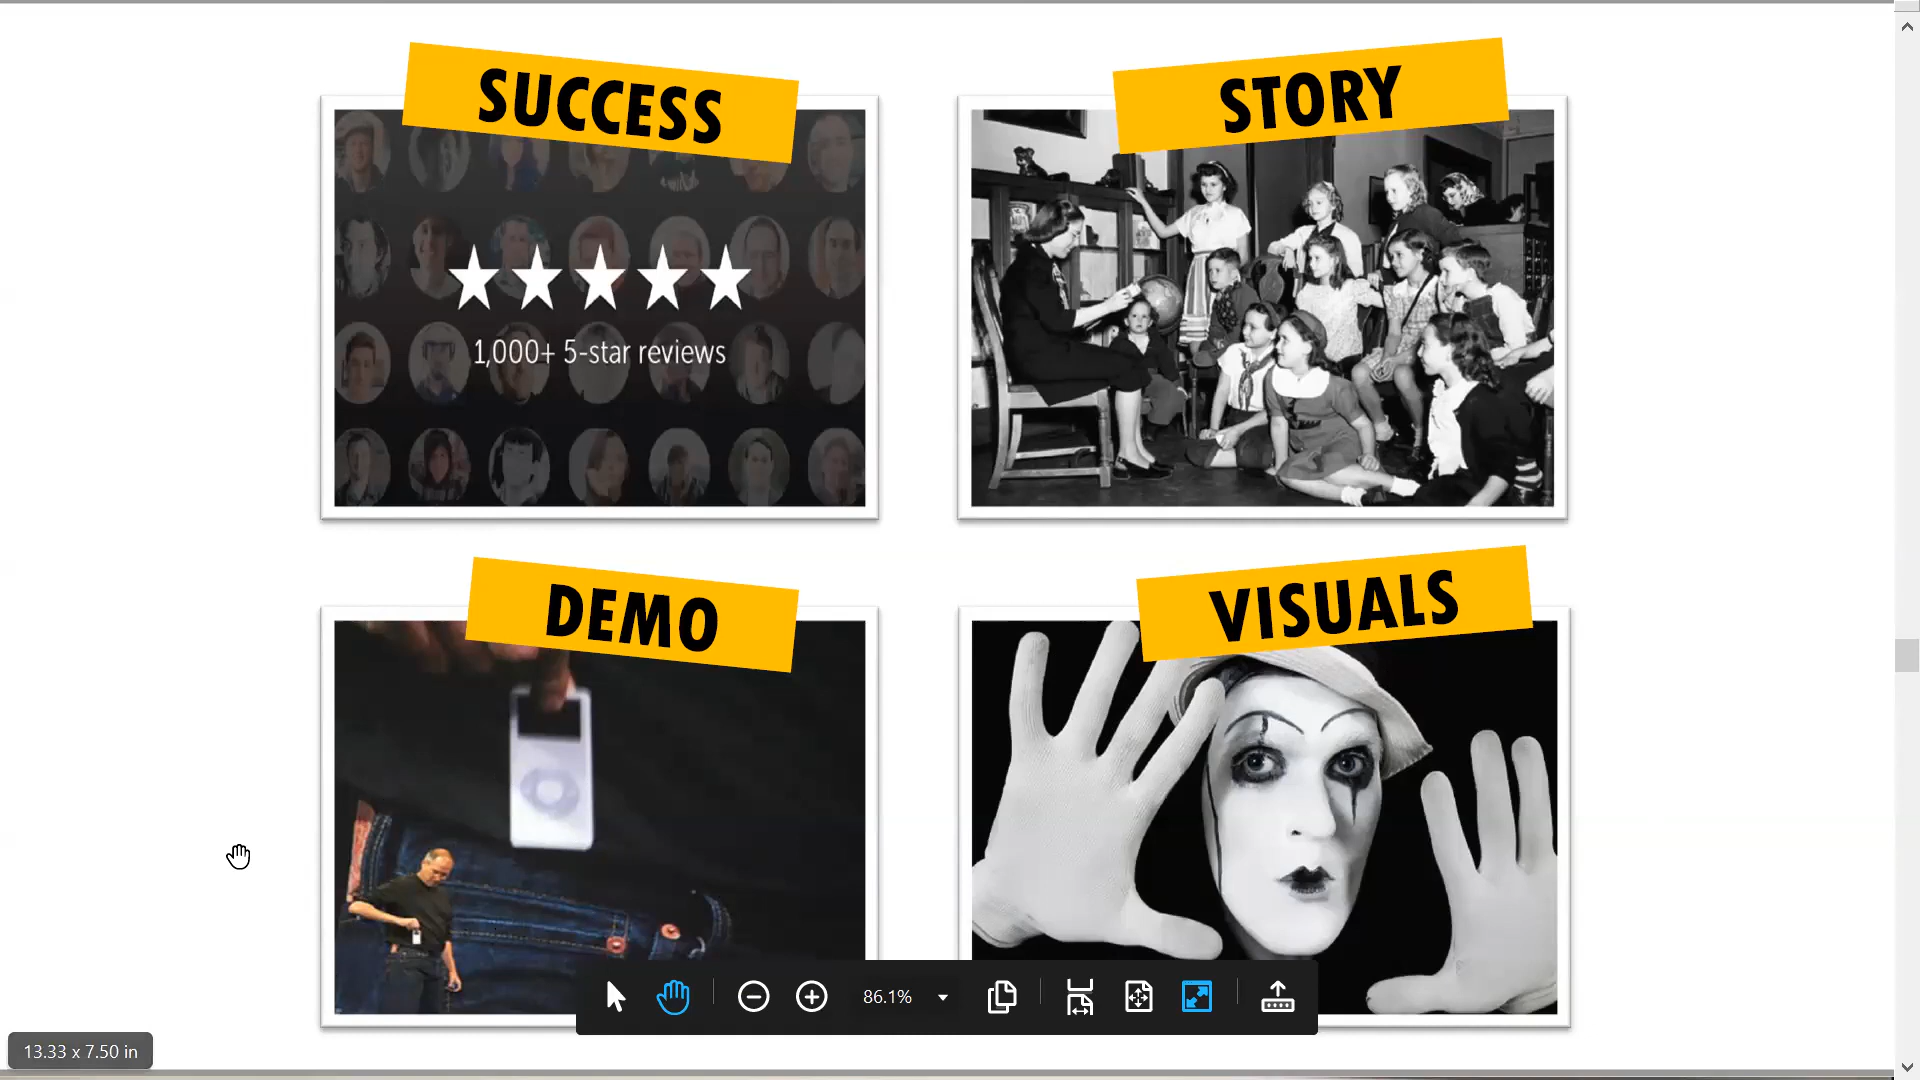 SUCCESS
STORY
1,000+ 5-star reviews
DEMO
VISUALS
86.1%
13.33 x 7.50 in